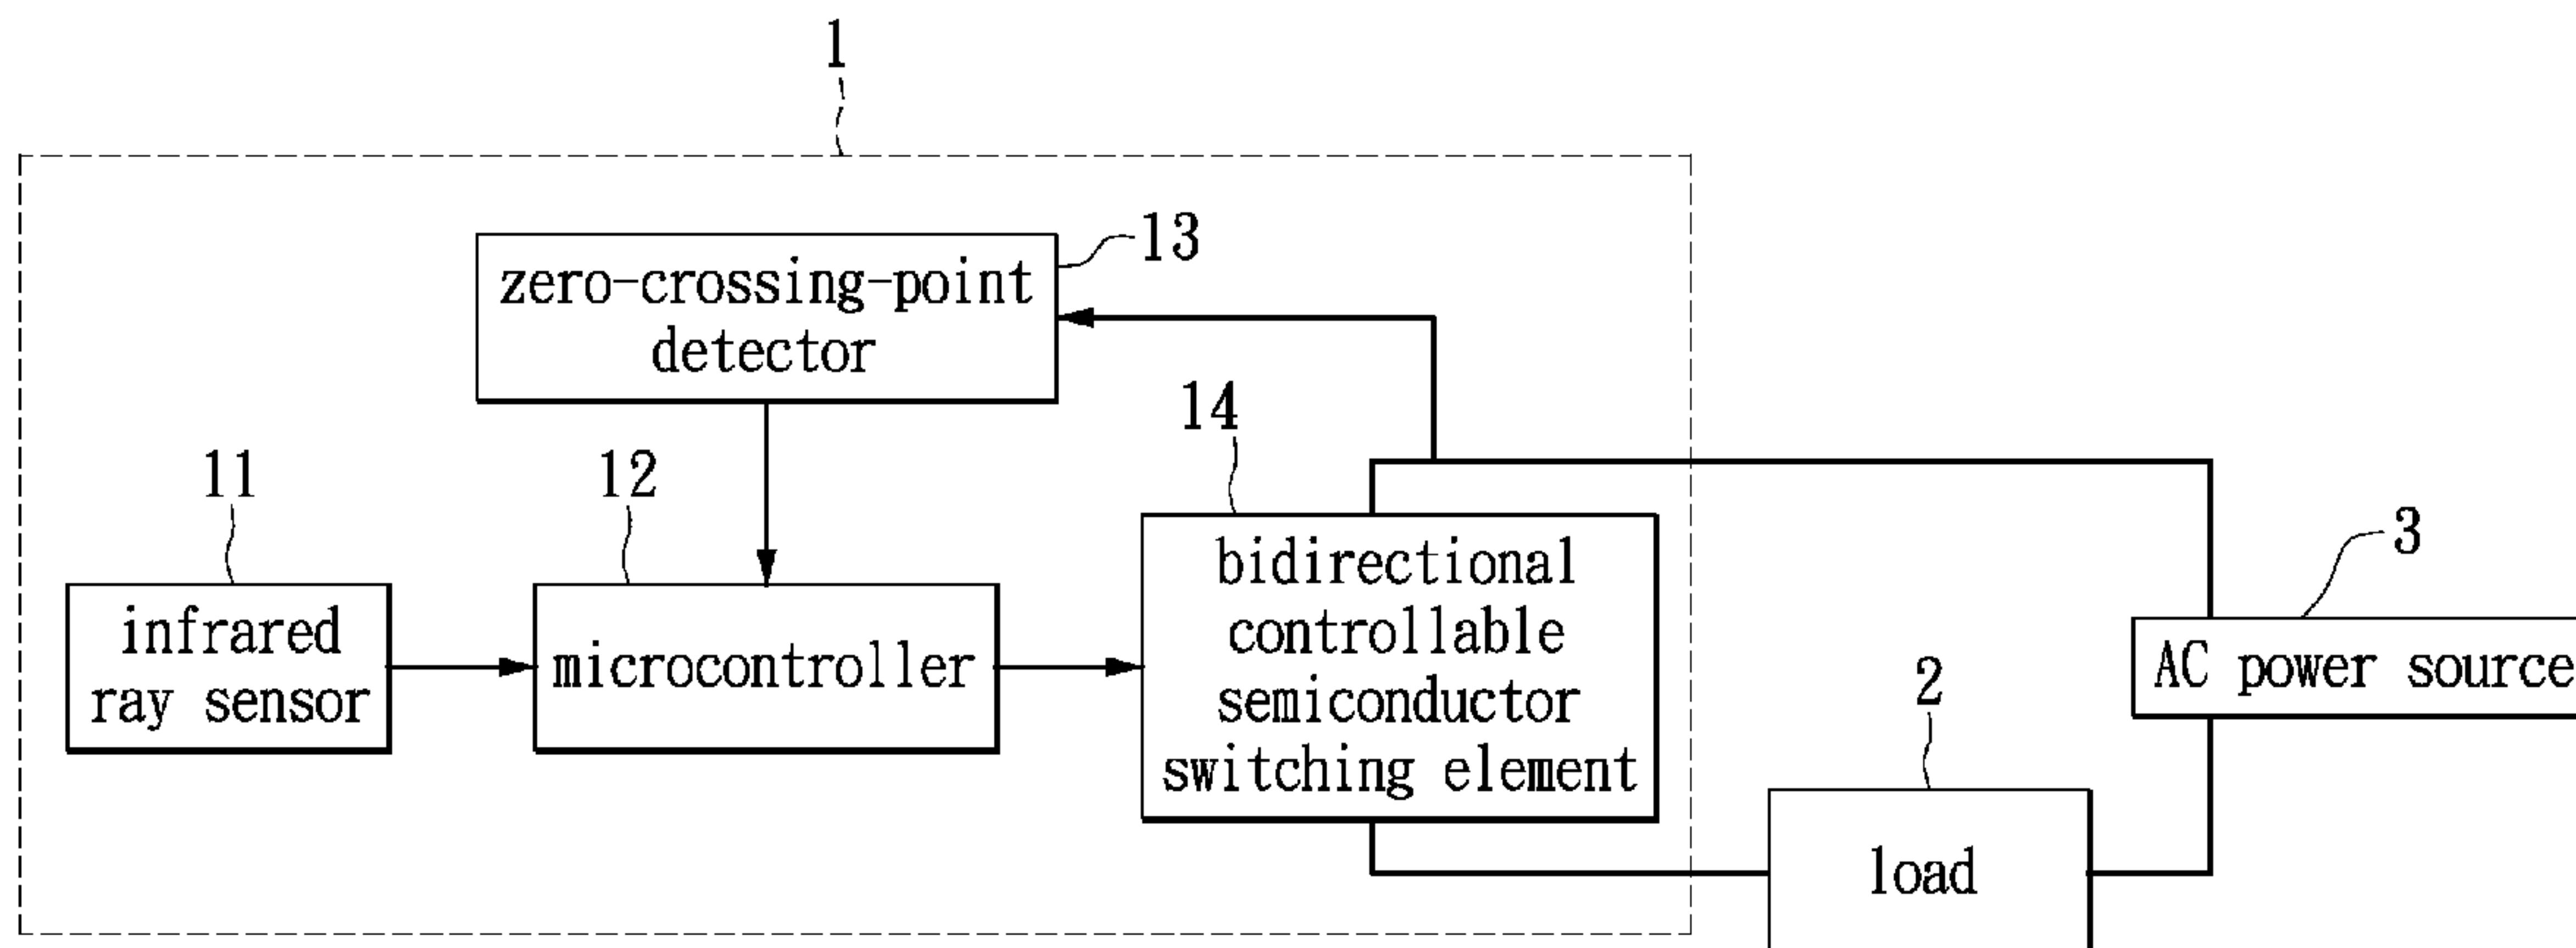 1
13
zero-crossing-point
detector
14
11
12
3
bidirectional
controllable
semiconductor
switching element
infrared
ray sensor
microcontroller
AC power source
2
load